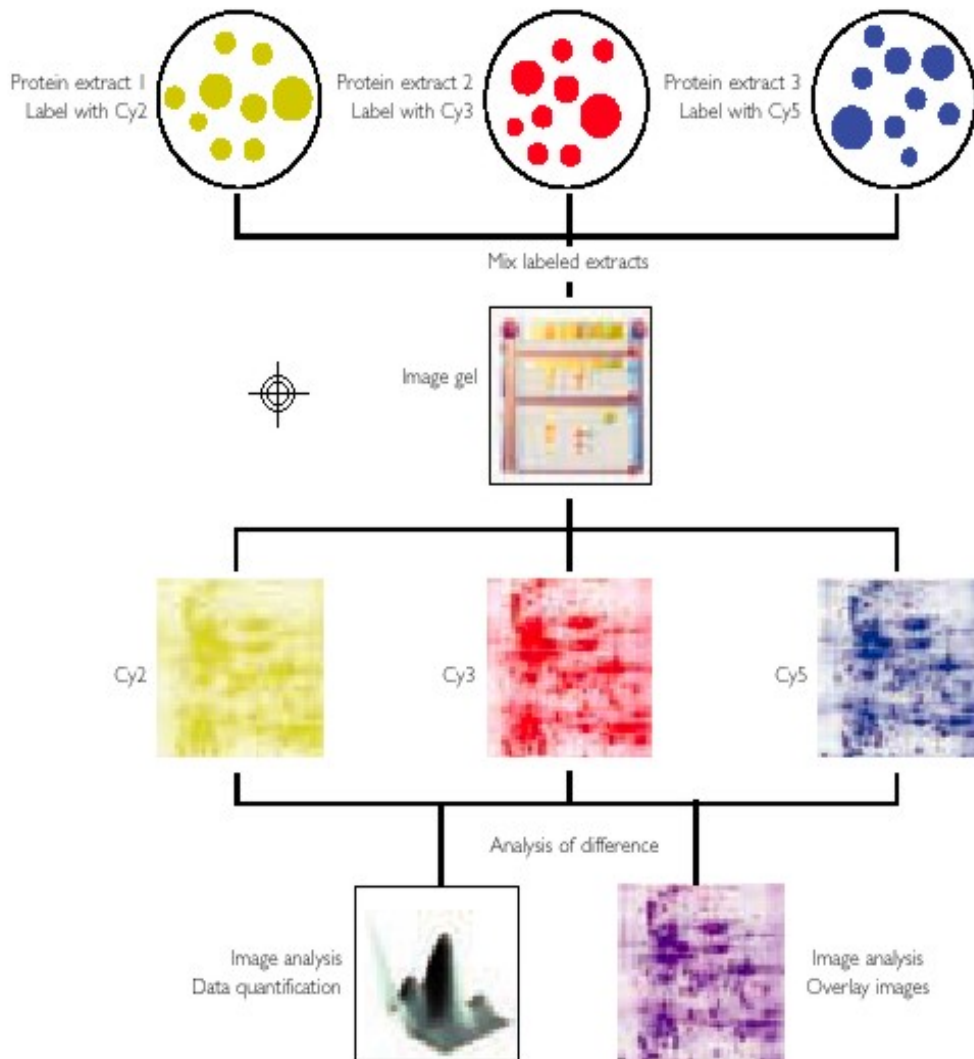 Protein extract 1
Label with Cy2
Protein extract 2
Label with Cy3
Protein extract 3
Label with Cy5
Mix labeled extracts
Image gel
Cy2
Cy3
Cy5
Analysis of difference
Image analysis
Data quantification
Image analysis
Overlay images